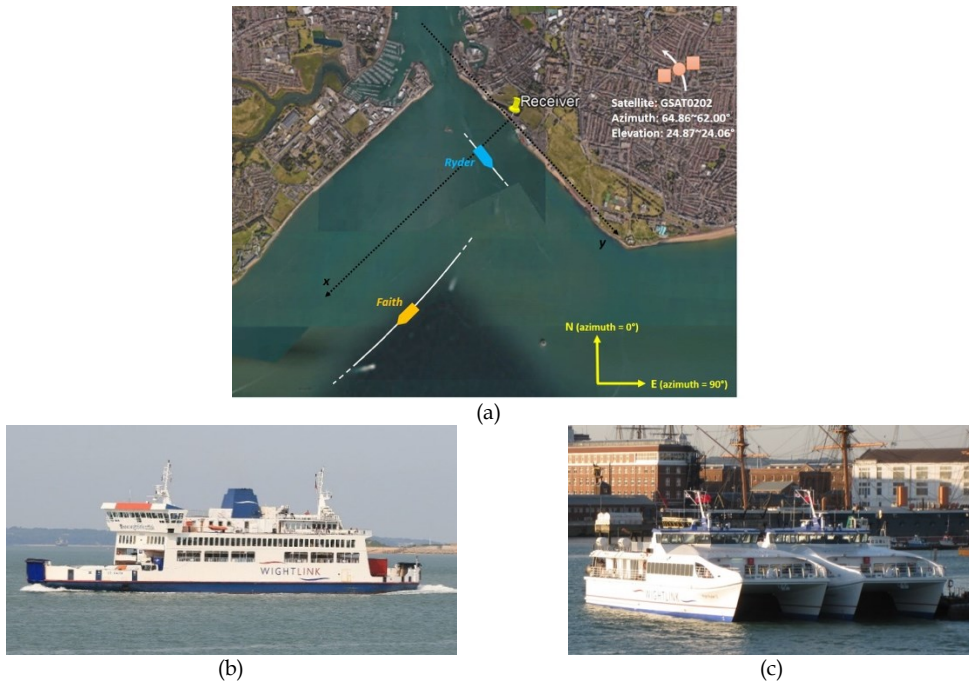 Receiver
Satellite: GSAT0202
Azimuth: 64.86~62.00°
Elevation: 24.87~24.06°
Ryder
y
x
Faith
N (azimuth = 0°)
E (azimuth = 90°)
(a)
WIGHTLINK
WIGHTLINK
(b)
(c)